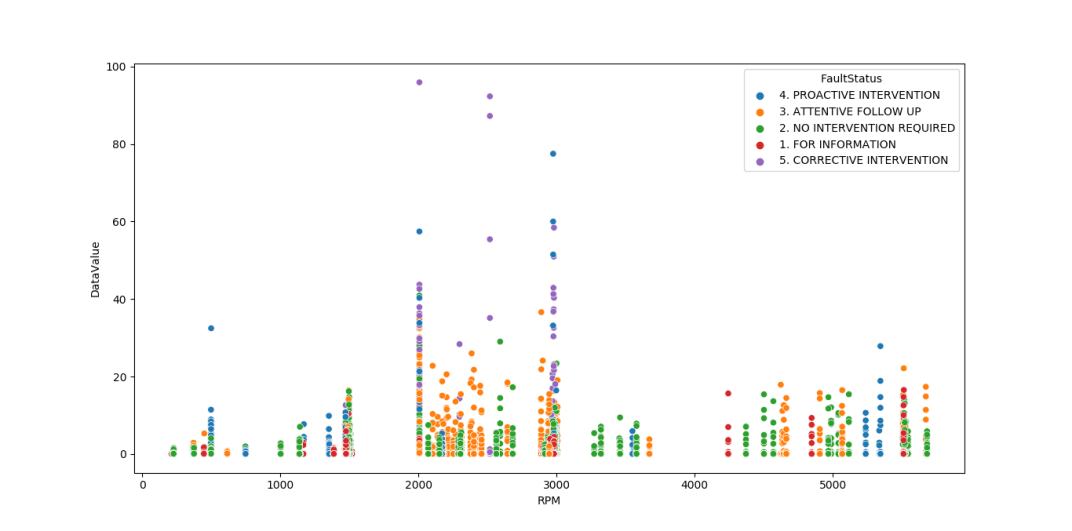 100
80
60
40
20
0
DataValue
0
1000
2000
3000
4000
5000
RPM
FaultStatus
4. PROACTIVE INTERVENTION
3. ATTENTIVE FOLLOW UP
2. NO INTERVENTION REQUIRED
1. FOR INFORMATION
5. CORRECTIVE INTERVENTION